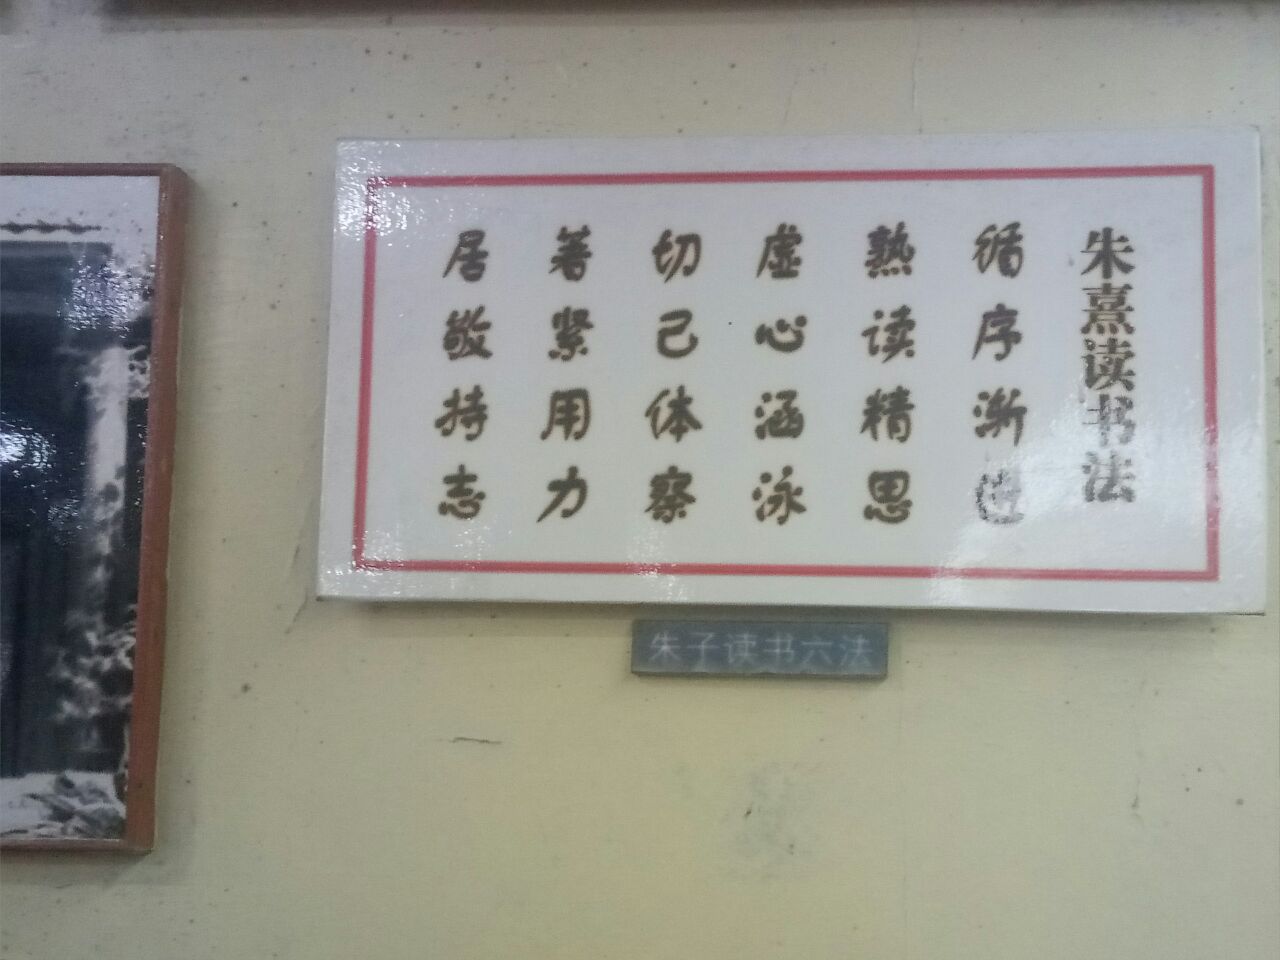 朱熹读书法
循序渐进
熟读精思
虚心涵泳
切己体察
著紧用力
居敬持志
朱子读书六法